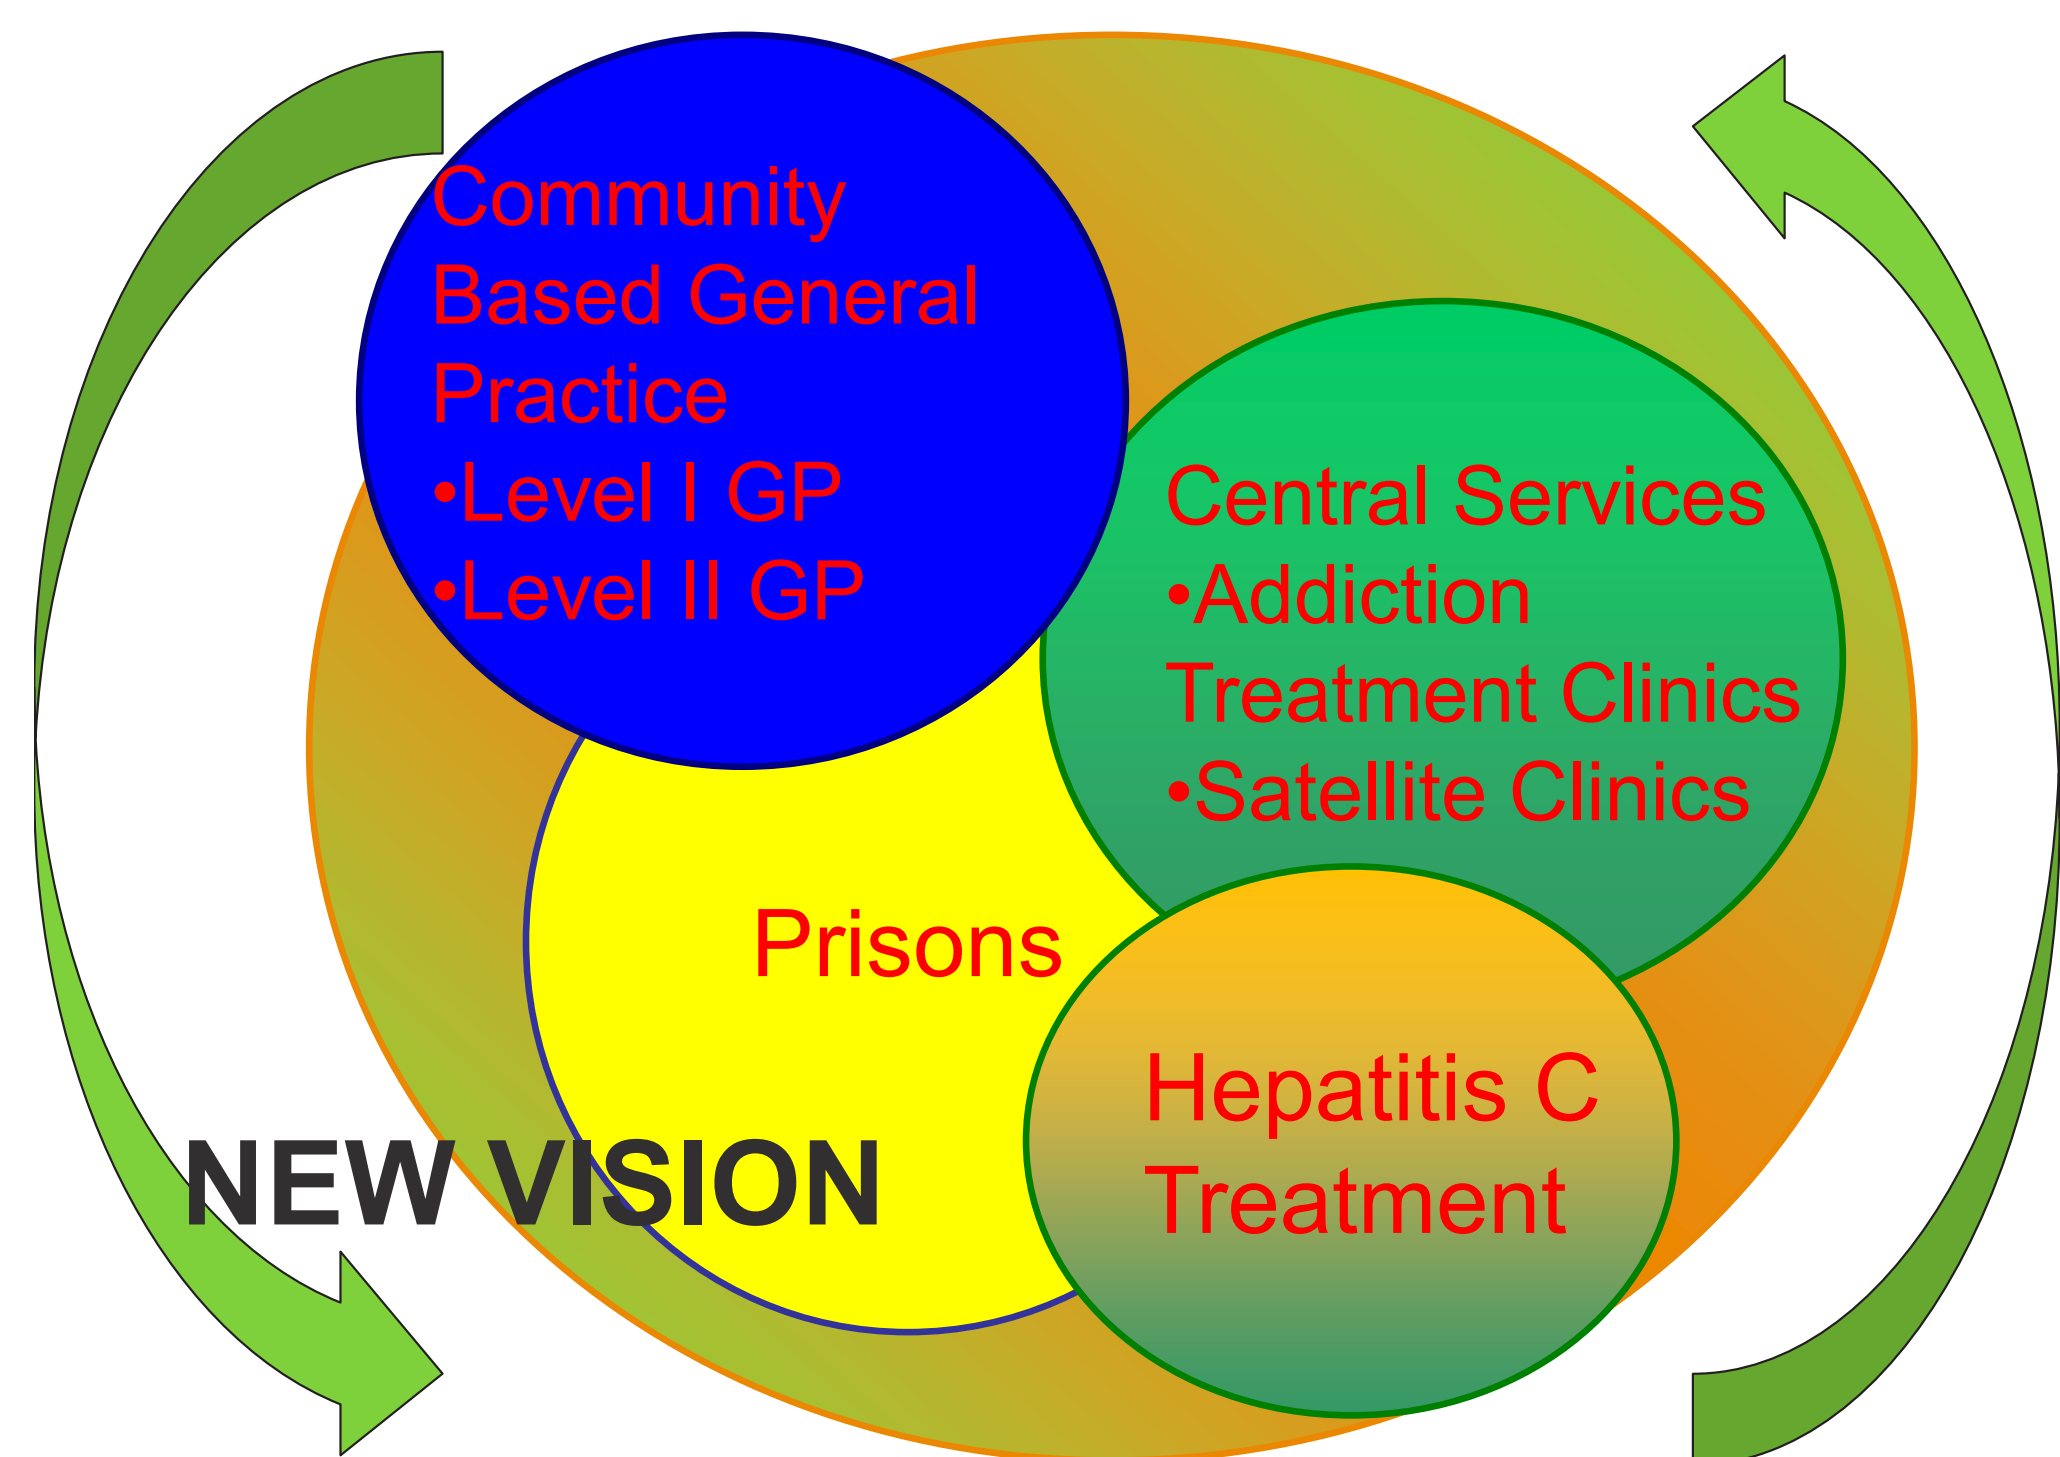 Community
Based General
Practice
•Level I GP
•Level II GP
Central Services
•Addiction
Treatment Clinics
•Satellite Clinics
Prisons
Hepatitis C
Treatment
NEW VISION